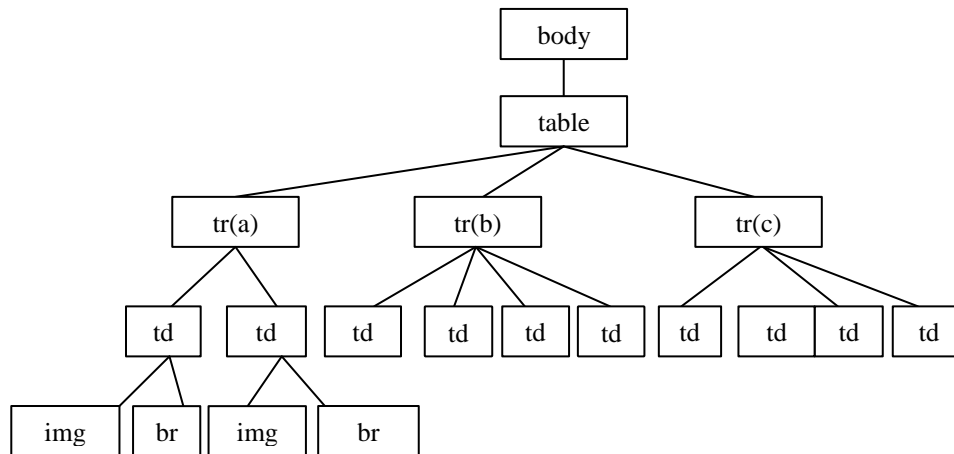 body
table
tr(a) tr(b) tr(c)
td td td td td td td td td td
img br img br